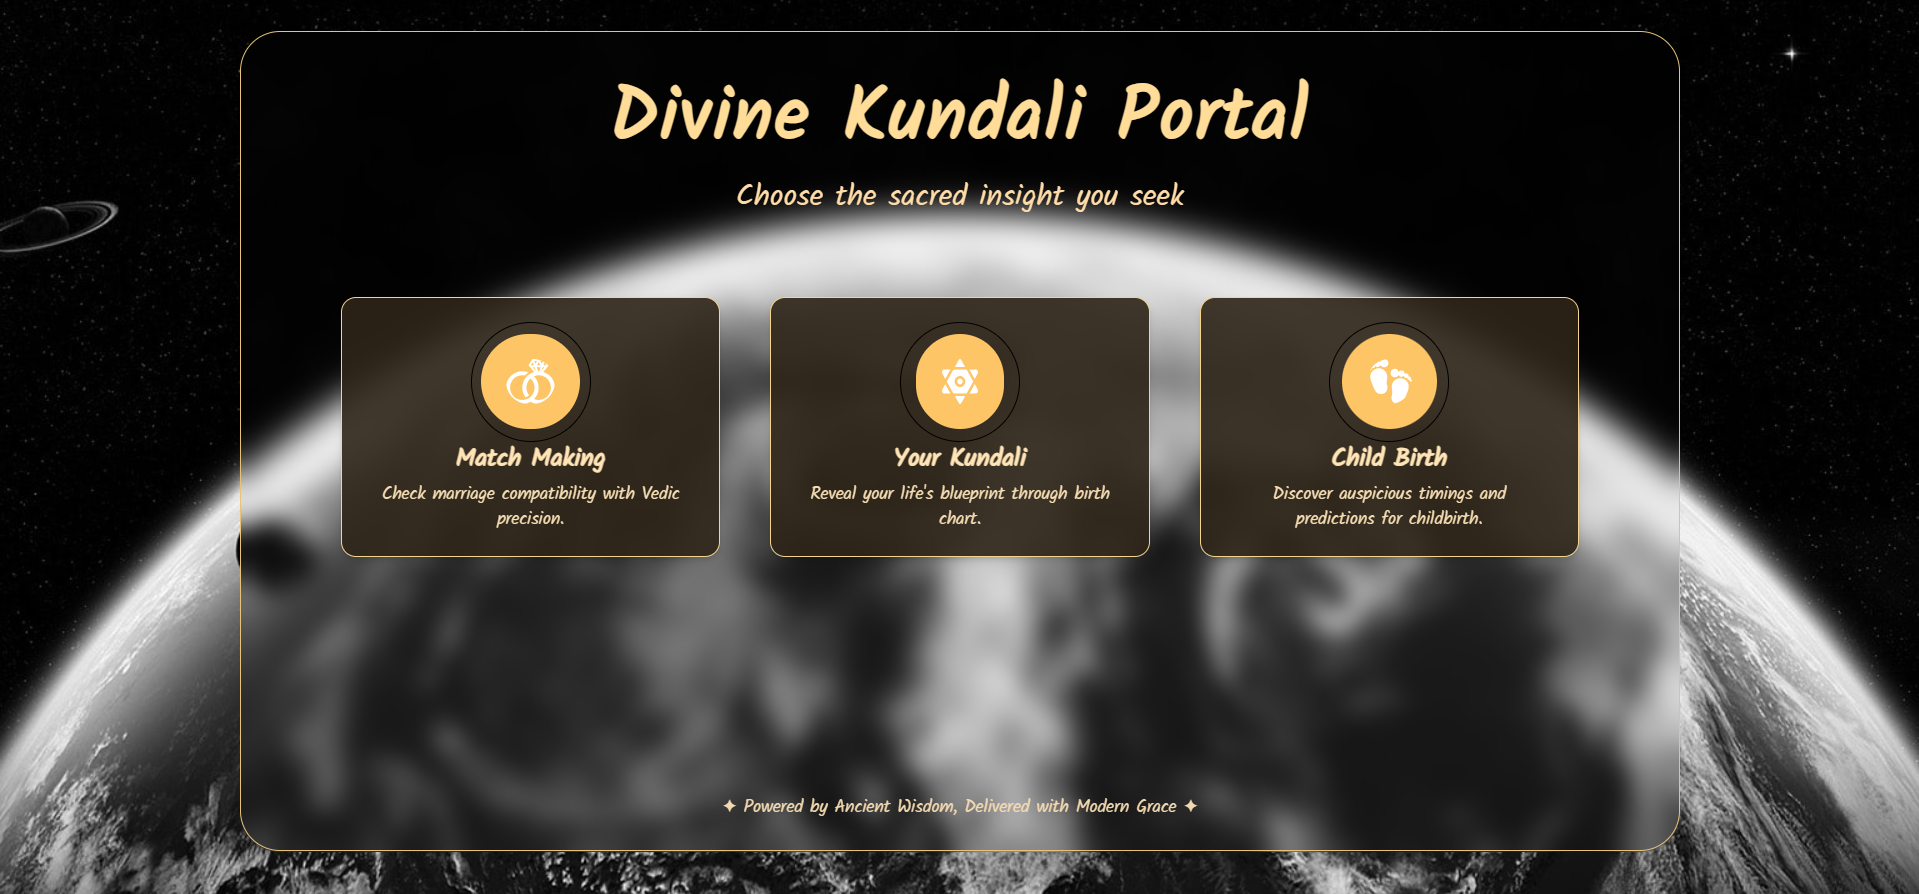 Divine Kundali Portal
Choose the sacred insight you seek
Match Making
Check marriage compatibility with Vedic
precision.
Your Kundali
Reveal your life's blueprint through birth
chart.
Child Birth
Discover auspicious timings and
predictions for childbirth.
✦ Powered by Ancient Wisdom, Delivered with Modern Grace ✦